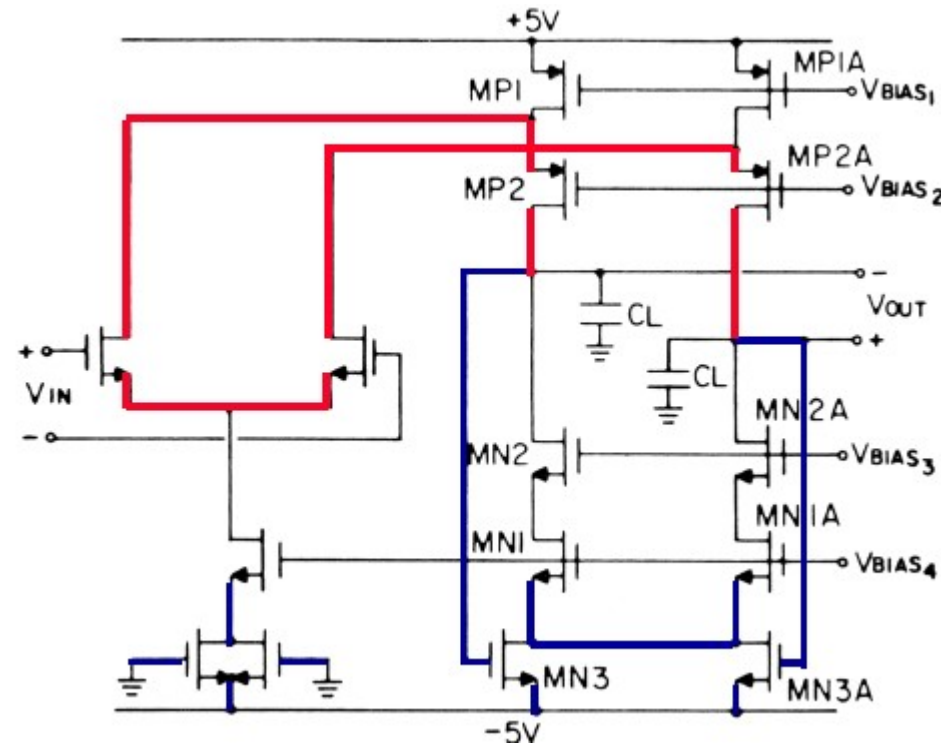 +5V
MP1
MP1A
VBIAS1
MP2
MP2A
VBIAS2
-
VOUT
+
CL
CL
+
VIN
-
MN2
MN2A
VBIAS3
MN1
MN1A
VBIAS4
MN3
MN3A
-5V